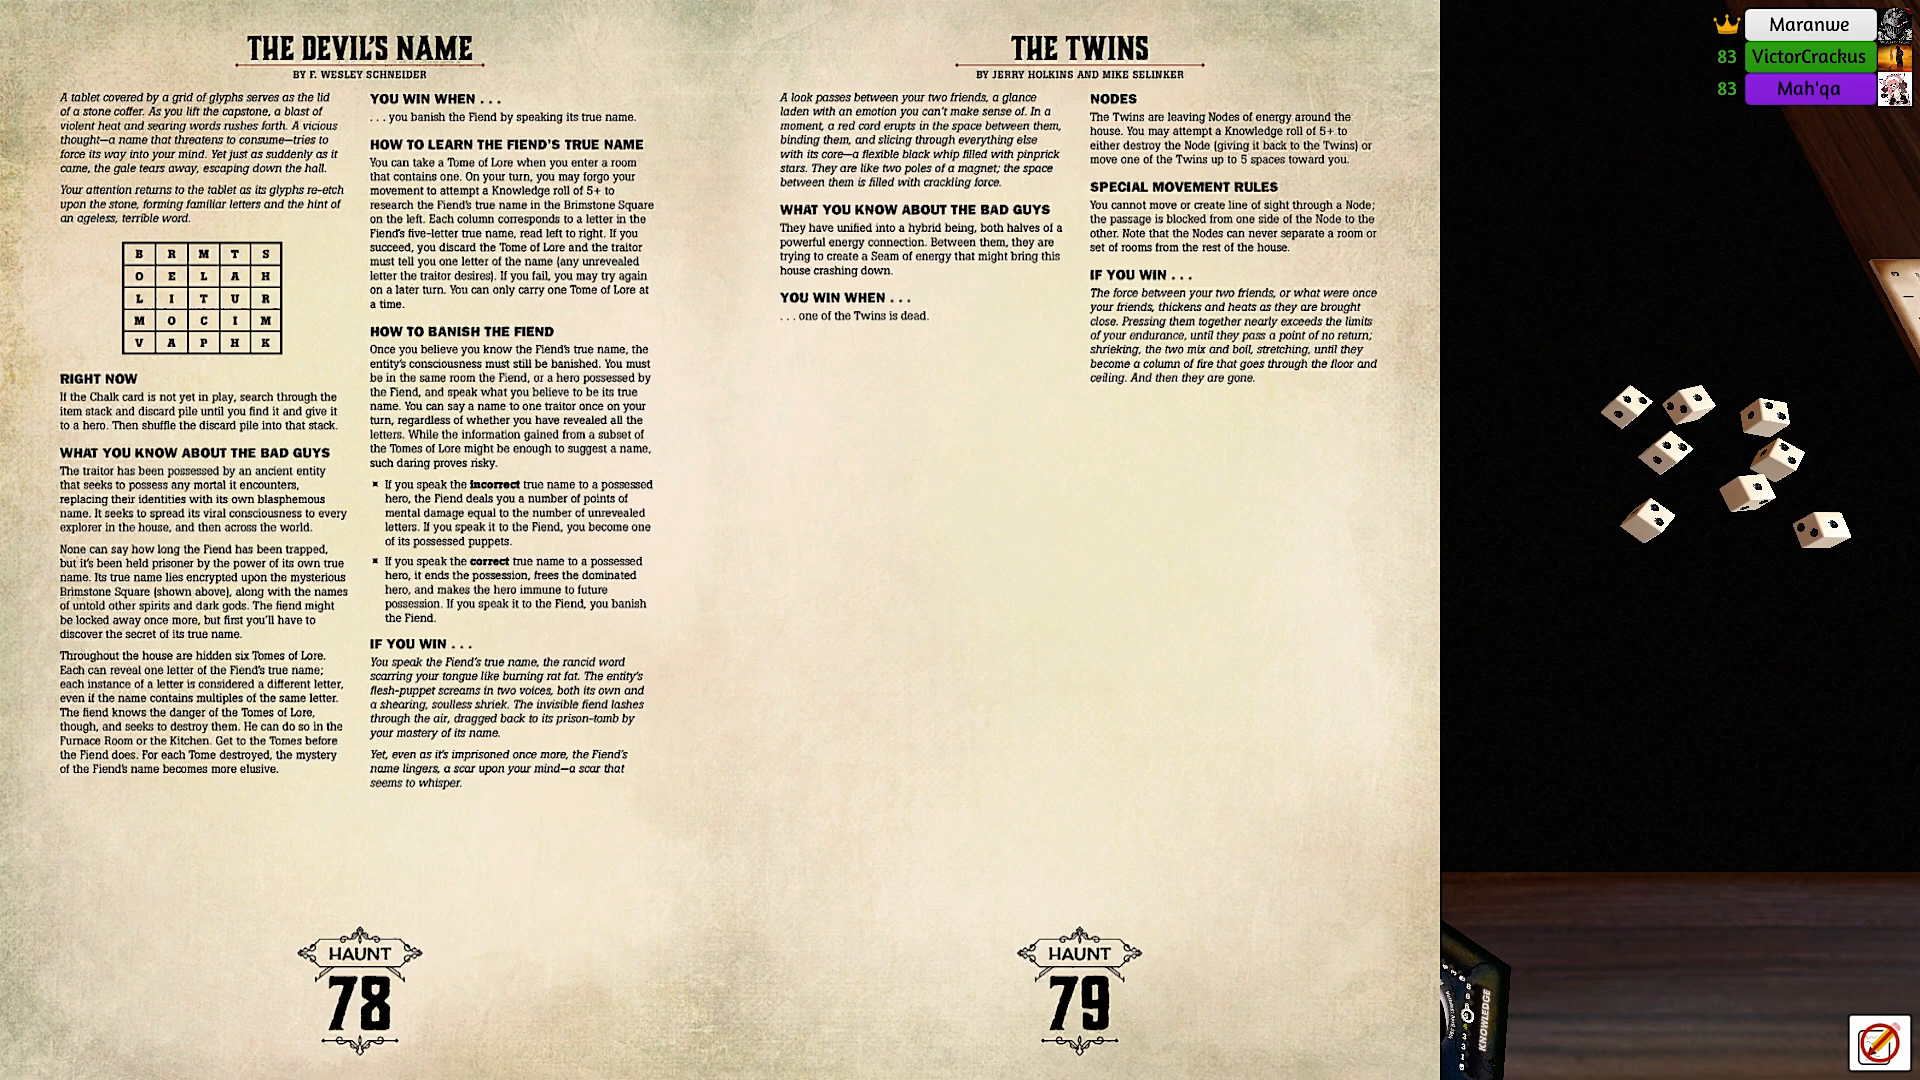 THE DEVIL'S NAME
BY F. WESLEY SCHNEIDER
A tablet covered by a grid of glyphs serves as the lid
of a stone coffer. As you lift the capstone, a blast of
violent heat and searing words rushes forth. A vicious
thought—a name that threatens to consume—tries to
force its way into your mind. Yet just as suddenly as it
came, the gale tears away, escaping down the hall.
Your attention returns to the tablet as its glyphs re-etch
upon the stone, forming familiar letters and the hint of
an ageless, terrible word.
B R M T S
O E L A H
L I T U R
M O C I M
V A P H K
RIGHT NOW
If the Chalk card is not yet in play, search through the
item stack and discard pile until you find it and give it
to a hero. Then shuffle the discard pile into that stack.
WHAT YOU KNOW ABOUT THE BAD GUYS
The traitor has been possessed by an ancient entity
that seeks to possess any mortal it encounters,
replacing their identities with its own blasphemous
name. It seeks to spread its viral consciousness to every
explorer in the house, and then across the world.
None can say how long the Fiend has been trapped,
but it's been held prisoner by the power of its own true
name. Its true name lies encrypted upon the mysterious
Brimstone Square (shown above), along with the names
of untold other spirits and dark gods. The fiend might
be locked away once more, but first you'll have to
discover the secret of its true name.
Throughout the house are hidden six Tomes of Lore.
Each can reveal one letter of the Fiend's true name;
each instance of a letter is considered a different letter,
even if the name contains multiples of the same letter.
The fiend knows the danger of the Tomes of Lore,
though, and seeks to destroy them. He can do so in the
Furnace Room or the Kitchen. Get to the Tomes before
the Fiend does. For each Tome destroyed, the mystery
of the Fiend's name becomes more elusive.
YOU WIN WHEN . . .
. . . you banish the Fiend by speaking its true name.
HOW TO LEARN THE FIEND'S TRUE NAME
You can take a Tome of Lore when you enter a room
that contains one. On your turn, you may forgo your
movement to attempt a Knowledge roll of 5+ to
research the Fiend's true name in the Brimstone Square
on the left. Each column corresponds to a letter in the
Fiend's five-letter true name, read left to right. If you
succeed, you discard the Tome of Lore and the traitor
must tell you one letter of the name (any unrevealed
letter the traitor desires). If you fail, you may try again
on a later turn. You can only carry one Tome of Lore at
a time.
HOW TO BANISH THE FIEND
Once you believe you know the Fiend's true name, the
entity's consciousness must still be banished. You must
be in the same room the Fiend, or a hero possessed by
the Fiend, and speak what you believe to be its true
name. You can say a name to one traitor once on your
turn, regardless of whether you have revealed all the
letters. While the information gained from a subset of
the Tomes of Lore might be enough to suggest a name,
such daring proves risky.
If you speak the incorrect true name to a possessed
hero, the Fiend deals you a number of points of
mental damage equal to the number of unrevealed
letters. If you speak it to the Fiend, you become one
of its possessed puppets.
If you speak the correct true name to a possessed
hero, it ends the possession, frees the dominated
hero, and makes the hero immune to future
possession. If you speak it to the Fiend, you banish
the Fiend.
IF YOU WIN . . .
You speak the Fiend's true name, the rancid word
scarring your tongue like burning rat fat. The entity's
flesh-puppet screams in two voices, both its own and
a shearing, soulless shriek. The invisible fiend lashes
through the air, dragged back to its prison-tomb by
your mastery of its name.
Yet, even as it's imprisoned once more, the Fiend's
name lingers, a scar upon your mind—a scar that
seems to whisper.
HAUNT
78
THE TWINS
BY JERRY HOLKINS AND MIKE SELINKER
A look passes between your two friends, a glance
laden with an emotion you can't make sense of. In a
moment, a red cord erupts in the space between them,
binding them, and slicing through everything else
with its core—a flexible black whip filled with pinprick
stars. They are like two poles of a magnet; the space
between them is filled with crackling force.
WHAT YOU KNOW ABOUT THE BAD GUYS
They have unified into a hybrid being, both halves of a
powerful energy connection. Between them, they are
trying to create a Seam of energy that might bring this
house crashing down.
YOU WIN WHEN . . .
. . . one of the Twins is dead.
NODES
The Twins are leaving Nodes of energy around the
house. You may attempt a Knowledge roll of 5+ to
either destroy the Node (giving it back to the Twins) or
move one of the Twins up to 5 spaces toward you.
SPECIAL MOVEMENT RULES
You cannot move or create line of sight through a Node;
the passage is blocked from one side of the Node to the
other. Note that the Nodes can never separate a room or
set of rooms from the rest of the house.
IF YOU WIN . . .
The force between your two friends, or what were once
your friends, thickens and heats as they are brought
close. Pressing them together nearly exceeds the limits
of your endurance, until they pass a point of no return;
shrieking, the two mix and boil, stretching, until they
become a column of fire that goes through the floor and
ceiling. And then they are gone.
HAUNT
79
Maranwe
83 VictorCrackus
83 Mah'qa
KNOWLEDGE